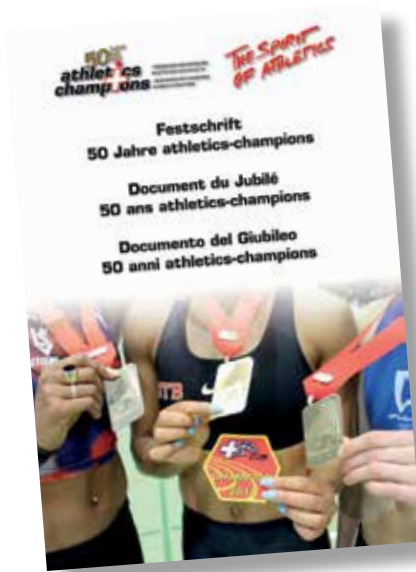 50
athletics
champions
THE SPIRIT
OF ATHLETICS
Festschrift
50 Jahre athletics-champions
Document du Jubilé
50 ans athletics-champions
Documento del Giubileo
50 anni athletics-champions